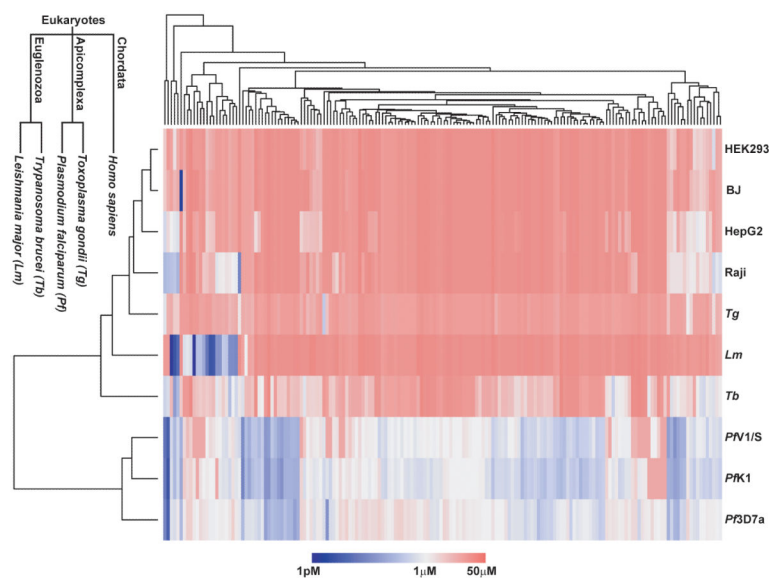 Eukaryotes
Euglenozoa
Apicomplexa
Chordata
Leishmania major (Lm)
Trypanosoma brucei (Tb)
Plasmodium falciparum (Pf)
Toxoplasma gondii (Tg)
Homo sapiens
HEK293
BJ
HepG2
Raji
Tg
Lm
Tb
PfV1/S
PfK1
Pf3D7a
1pM 1μM 50μM